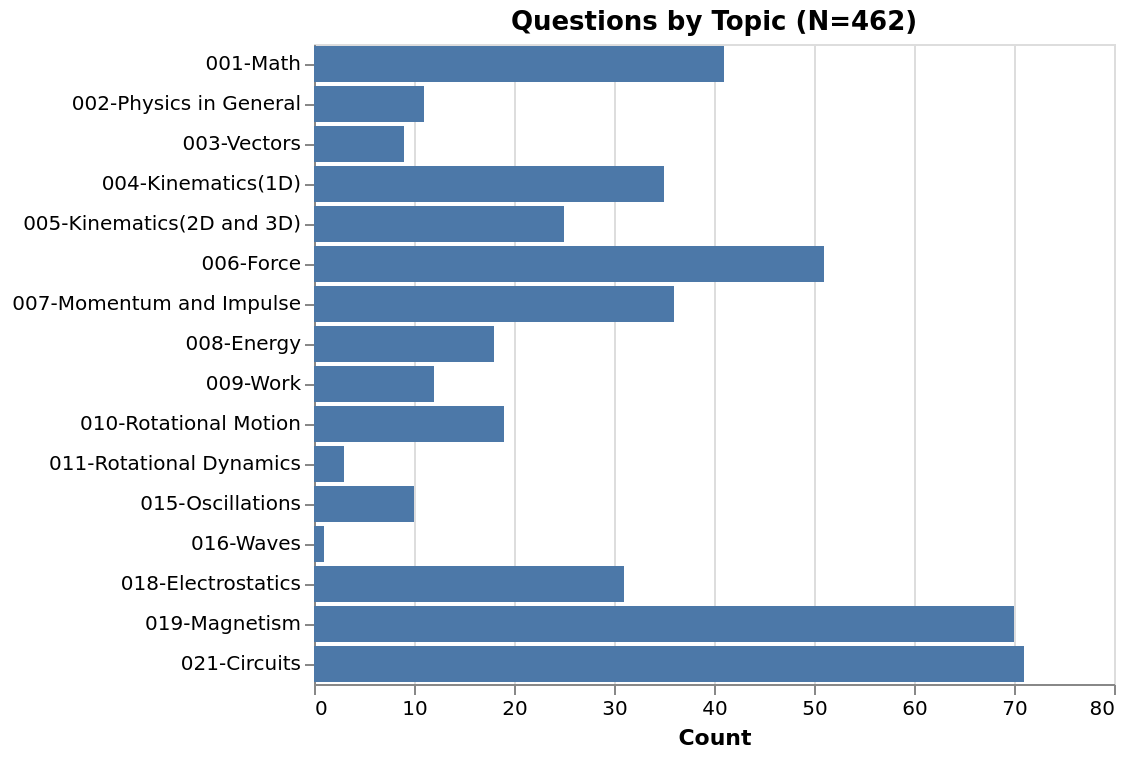 Questions by Topic (N=462)
001-Math
002-Physics in General
003-Vectors
004-Kinematics(1D)
005-Kinematics(2D and 3D)
006-Force
007-Momentum and Impulse
008-Energy
009-Work
010-Rotational Motion
011-Rotational Dynamics
015-Oscillations
016-Waves
018-Electrostatics
019-Magnetism
021-Circuits
0 10 20 30 40 50 60 70 80
Count